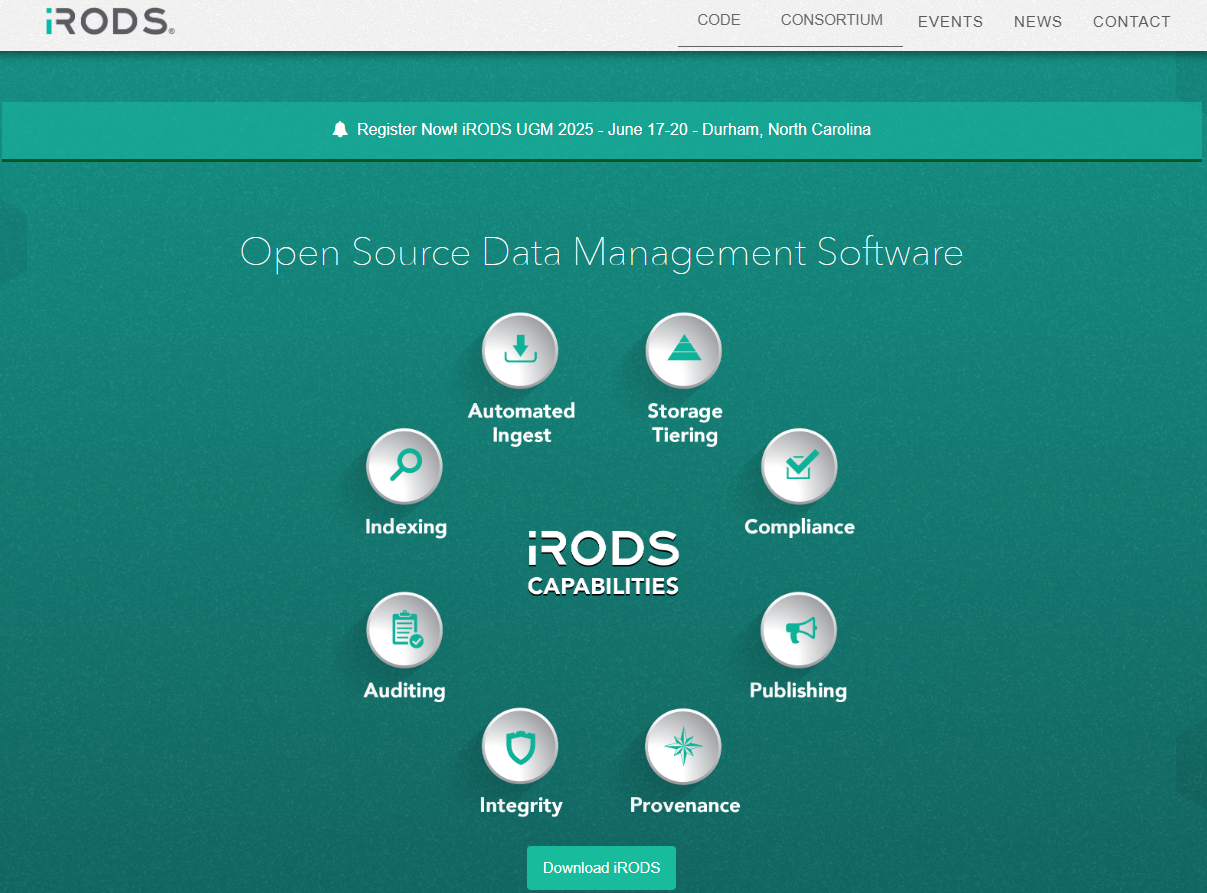 iRODS®
CODE CONSORTIUM EVENTS NEWS CONTACT
Register Now! iRODS UGM 2025 - June 17-20 - Durham, North Carolina
Open Source Data Management Software
Automated
Ingest
Storage
Tiering
Indexing
Compliance
iRODS
CAPABILITIES
Auditing
Publishing
Integrity
Provenance
Download iRODS